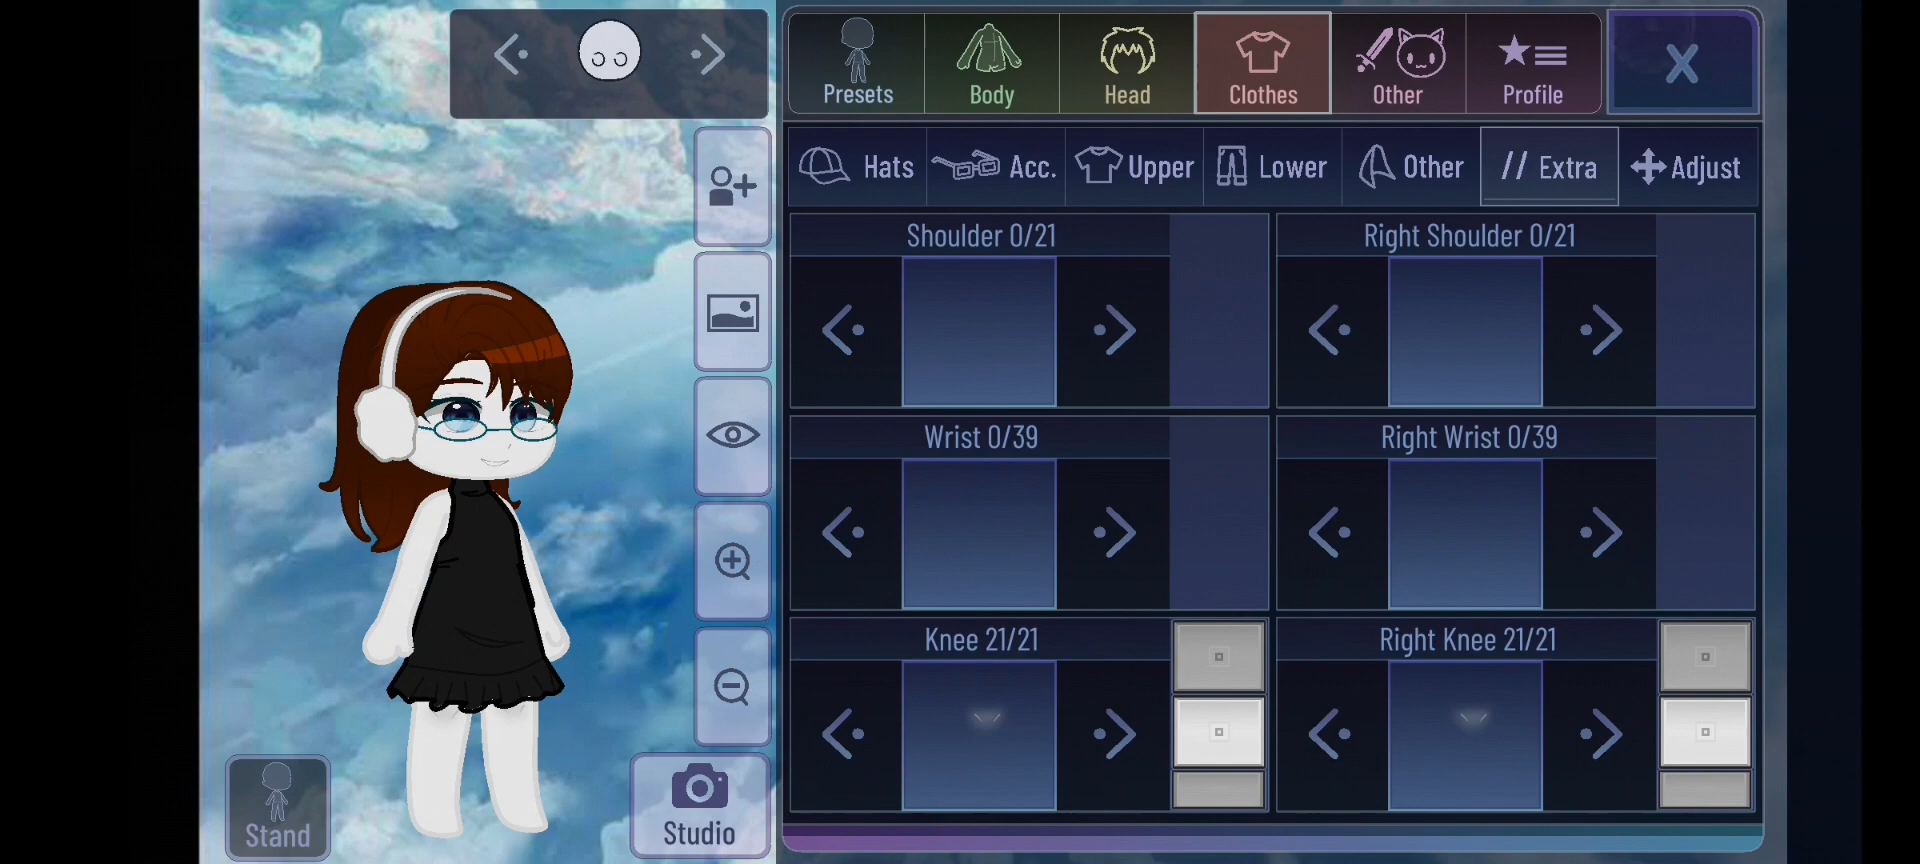 Presets
Body
Head
Clothes
Other
Profile
X
Hats
Acc.
Upper
Lower
Other
// Extra
Adjust
Shoulder 0/21
Right Shoulder 0/21
Wrist 0/39
Right Wrist 0/39
Knee 21/21
Right Knee 21/21
Stand
Studio